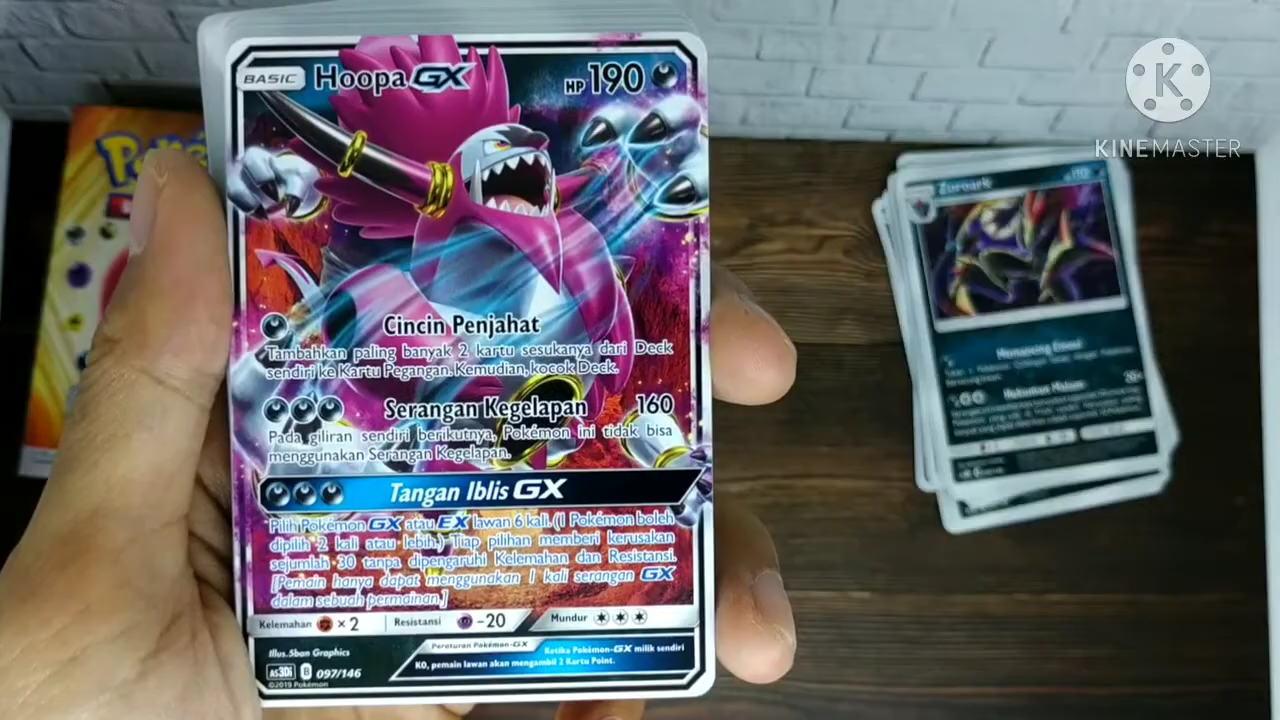 BASIC Hoopa GX HP 190
Cincin Penjahat
Tambahkan paling banyak 2 kartu sesukanya dari Deck
sendiri ke Kartu Pegangan. Kemudian, kocok Deck.
Serangan Kegelapan 160
Pada giliran sendiri berikutnya, Pokémon ini tidak bisa
menggunakan Serangan Kegelapan.
Tangan Iblis GX
Pilih Pokémon GX atau EX lawan 6 kali. (1 Pokémon boleh
dipilih 2 kali atau lebih.) Tiap pilihan memberi kerusakan
sejumlah 30 tanpa dipengaruhi Kelemahan dan Resistansi.
[Pemain hanya dapat menggunakan 1 kali serangan GX
dalam sebuah permainan.]
Kelemahan ×2 Resistansi -20 Mundur
Illus. 5ban Graphics
Peraturan Pokémon-GX Ketika Pokémon-GX milik sendiri
KO, pemain lawan akan mengambil 2 Kartu Point.
AS3Di B 097/146
©2019 Pokémon
K
KINEMASTER
Zoroark 110